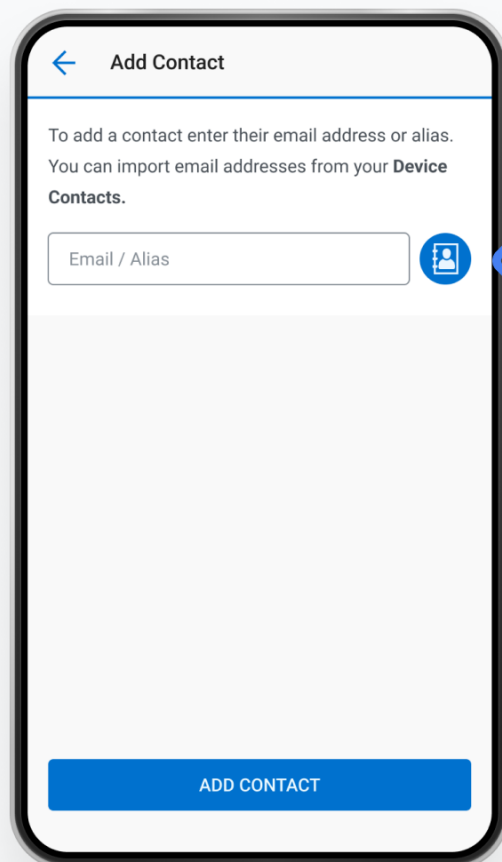 Add Contact
To add a contact enter their email address or alias.
You can import email addresses from your Device
Contacts.
Email / Alias
ADD CONTACT